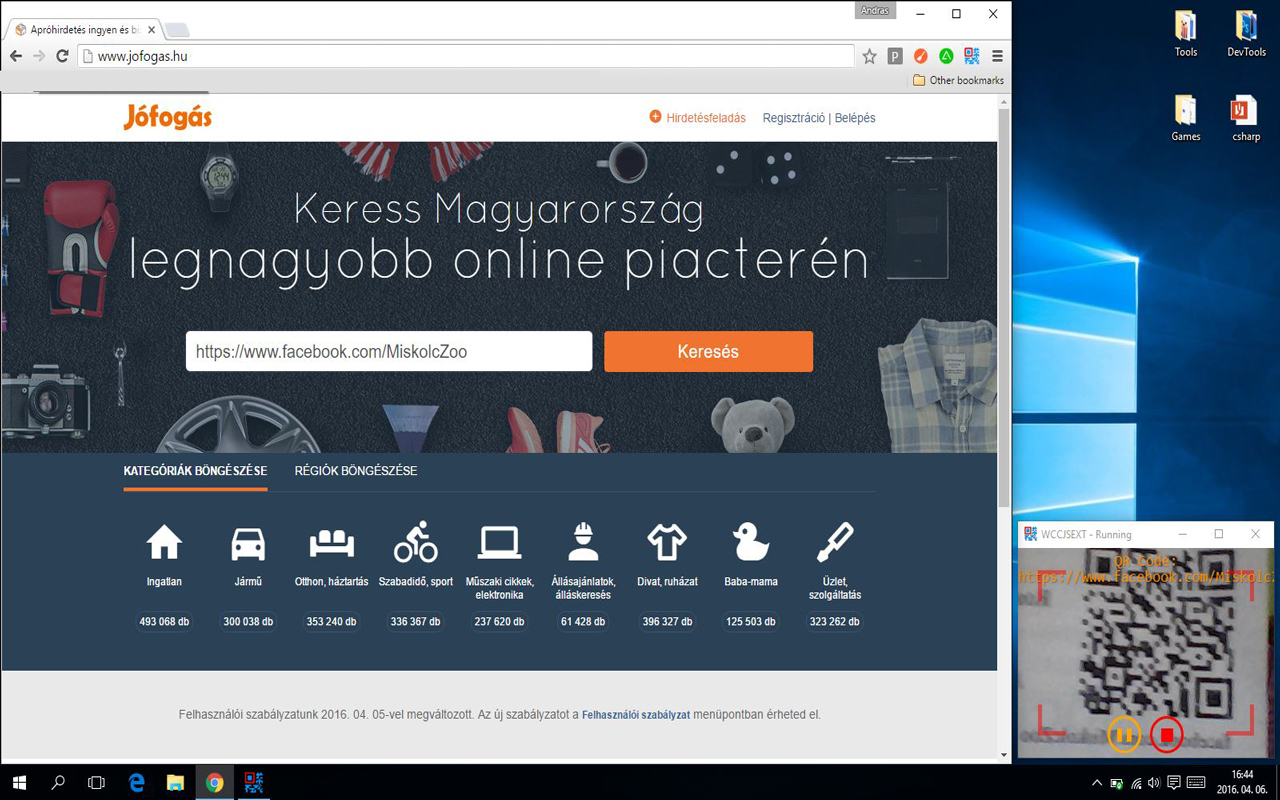 Andras
Apróhirdetés ingyen és bi
www.jofogas.hu
Other bookmarks
Jófogás
Hirdetésfeladás
Regisztráció | Belépés
Keress Magyarország
legnagyobb online piacterén
https://www.facebook.com/MiskolcZoo
Keresés
KATEGÓRIÁK BÖNGÉSZÉSE
RÉGIÓK BÖNGÉSZÉSE
Ingatlan
493 068 db
Jármű
300 038 db
Otthon, háztartás
353 240 db
Szabadidő, sport
336 367 db
Műszaki cikkek,
elektronika
237 620 db
Állásajánlatok,
álláskeresés
61 428 db
Divat, ruházat
396 327 db
Baba-mama
125 503 db
Üzlet,
szolgáltatás
323 262 db
Felhasználói szabályzatunk 2016. 04. 05-vel megváltozott. Az új szabályzatot a Felhasználói szabályzat menüpontban érheted el.
Tools
DevTools
Games
csharp
WCCJSEXT - Running
QR Code:
https://www.facebook.com/MiskolcZ
16:44
2016. 04. 06.